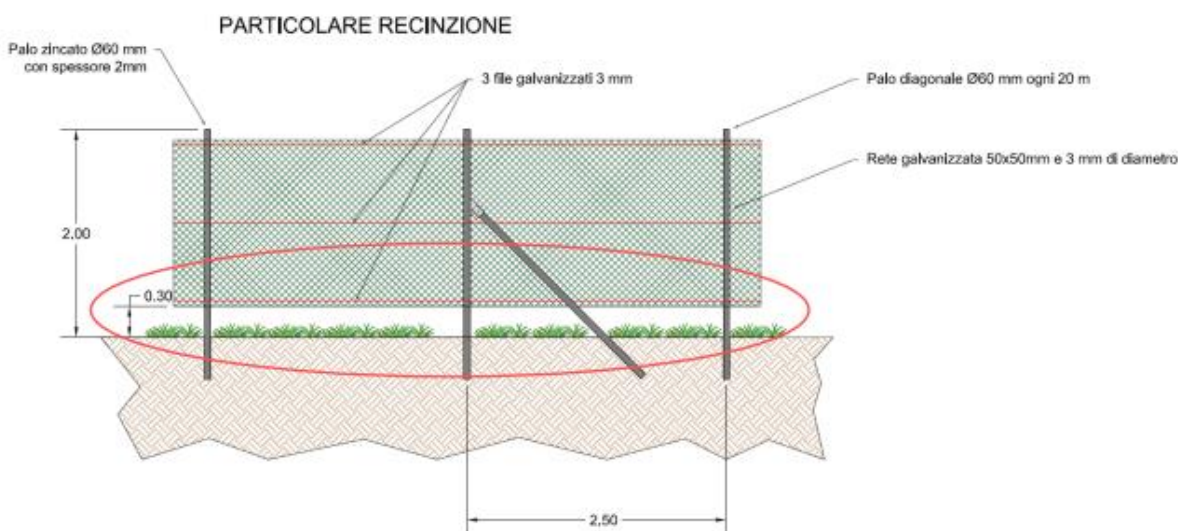 PARTICOLARE RECINZIONE
Palo zincato Ø60 mm
con spessore 2mm
3 file galvanizzati 3 mm
Palo diagonale Ø60 mm ogni 20 m
Rete galvanizzata 50x50mm e 3 mm di diametro
2,00
0.30
2,50